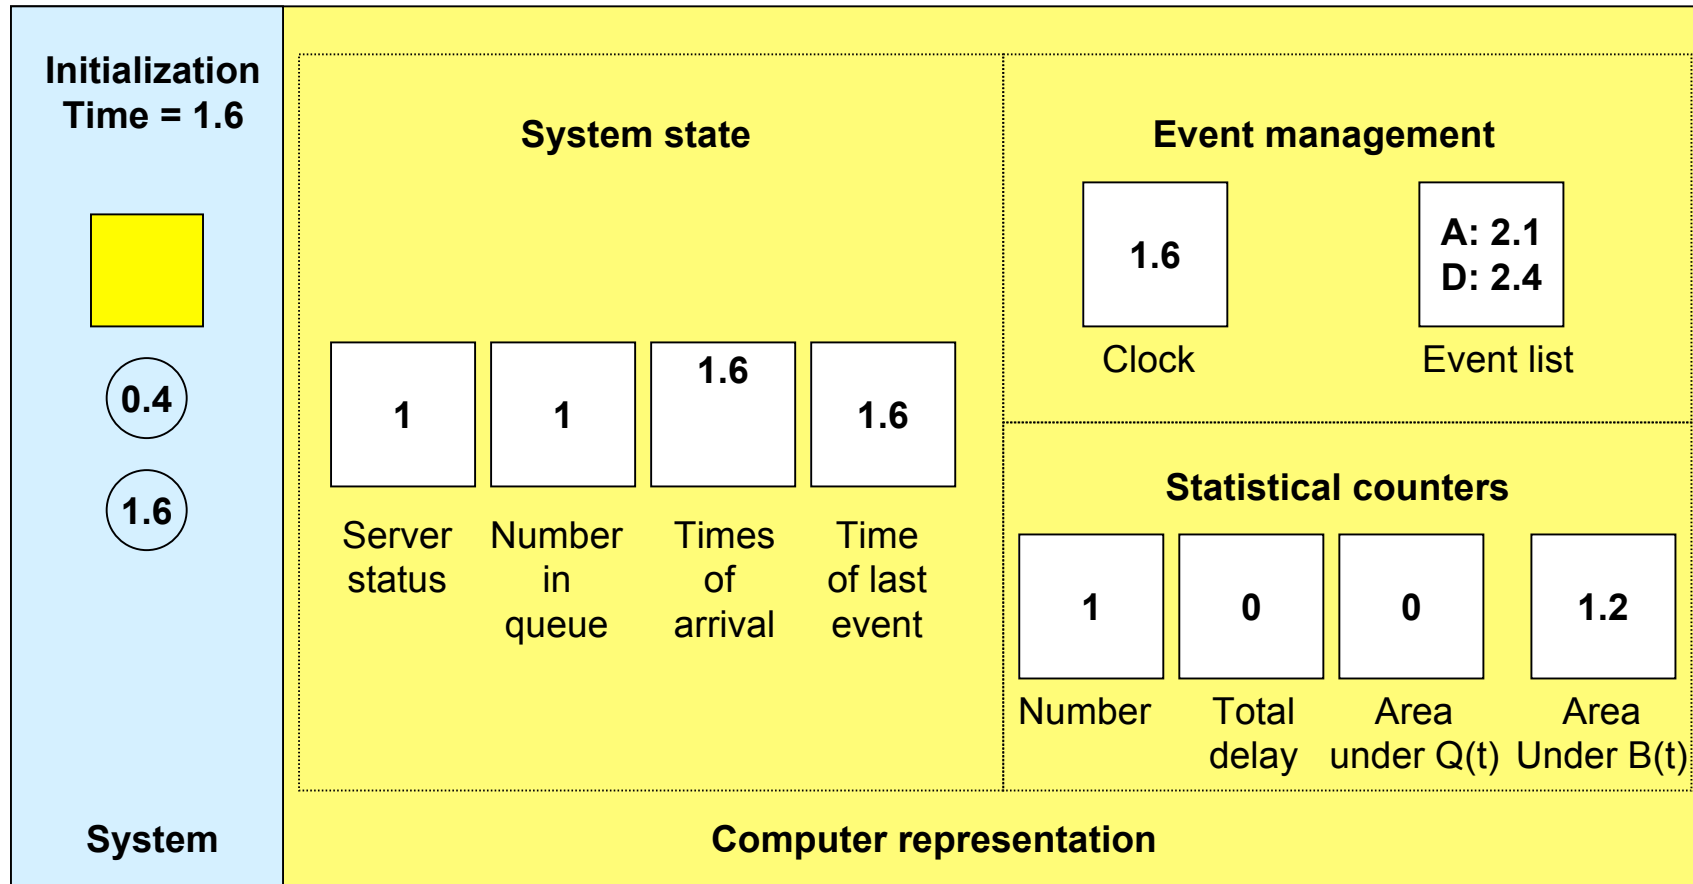 Initialization
Time = 1.6
0.4
1.6
System
System state
1
1
1.6
1.6
Server
status
Number
in
queue
Times
of
arrival
Time
of last
event
Event management
1.6
Clock
A: 2.1
D: 2.4
Event list
Statistical counters
1
0
0
1.2
Number
Total
delay
Area
under Q(t)
Area
Under B(t)
Computer representation